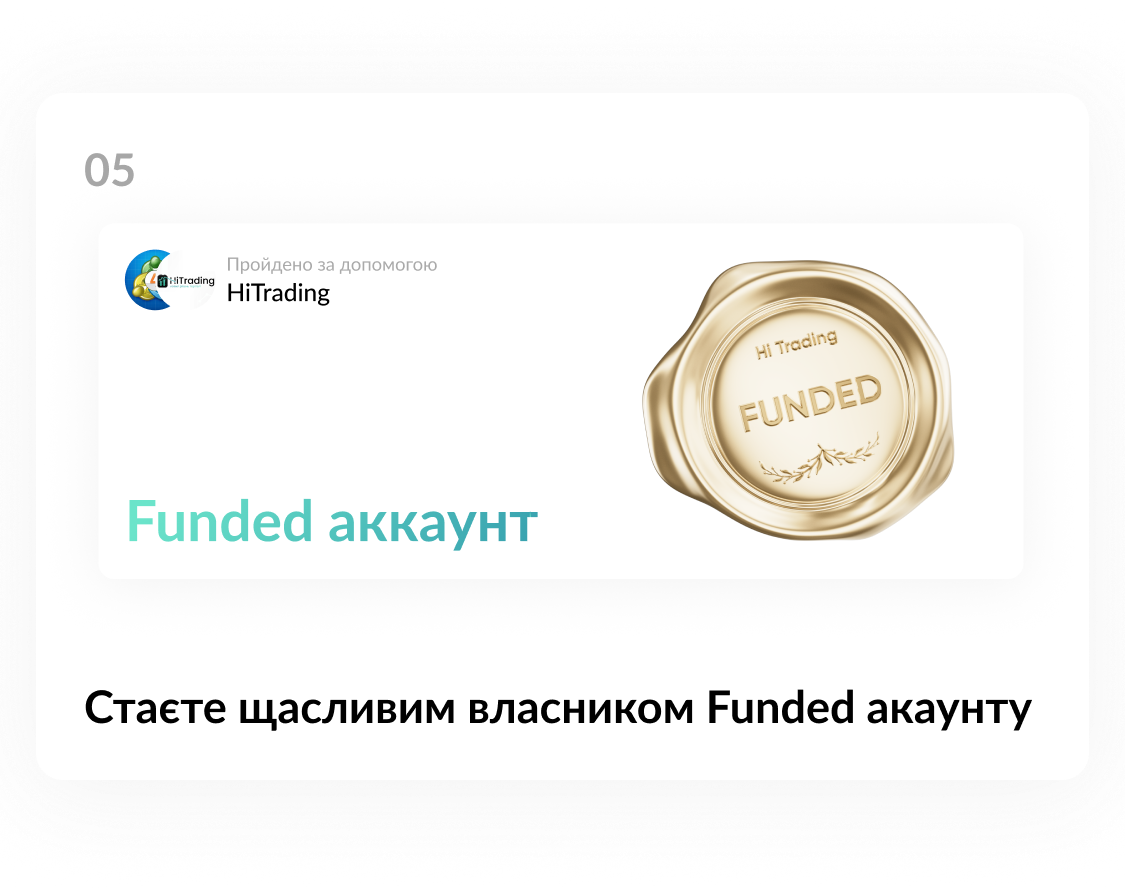 05
Пройдено за допомогою
HiTrading
HiTrading
Hi Trading
FUNDED
Funded аккаунт
Стаєте щасливим власником Funded акаунту